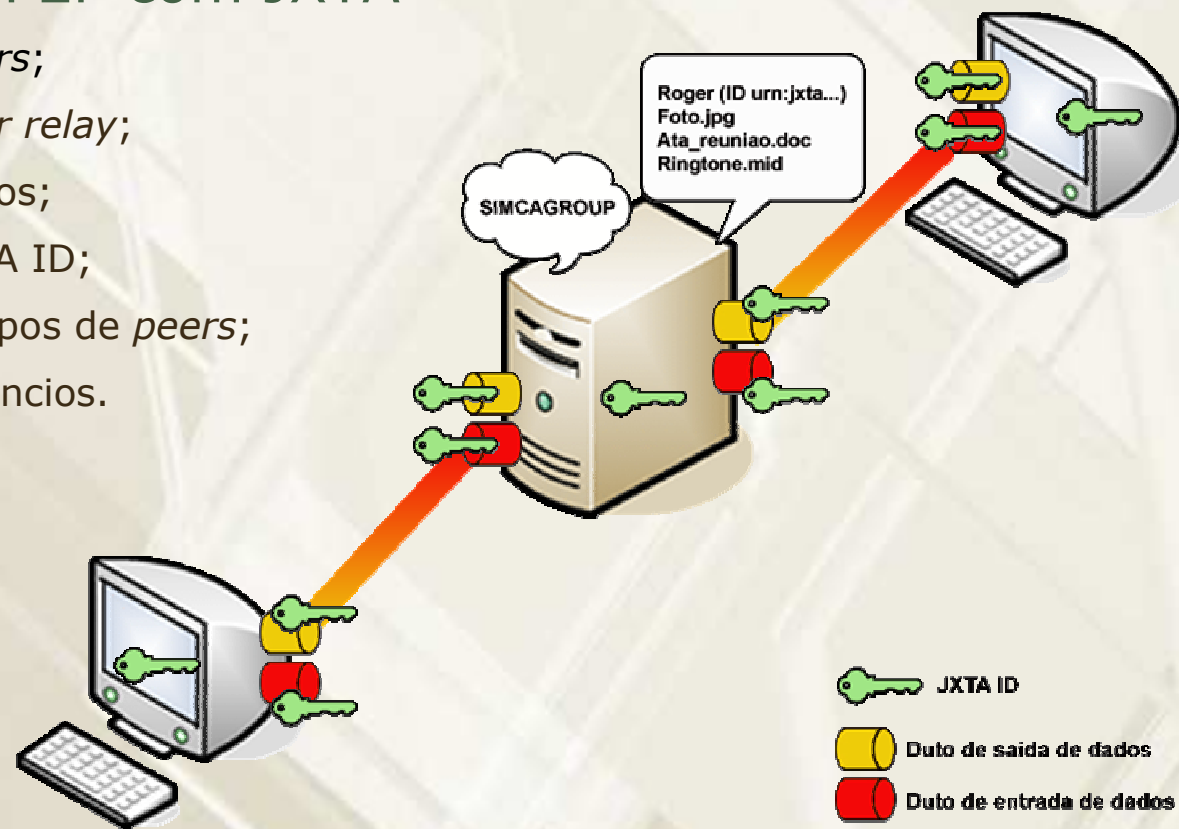 P2P com JXTA
rs;
r relay;
os;
A ID;
pos de peers;
ncios.
Roger (ID urn:jxta...)
Foto.jpg
Ata_reuniao.doc
Ringtone.mid
SIMCAGROUP
JXTA ID
Duto de saida de dados
Duto de entrada de dados